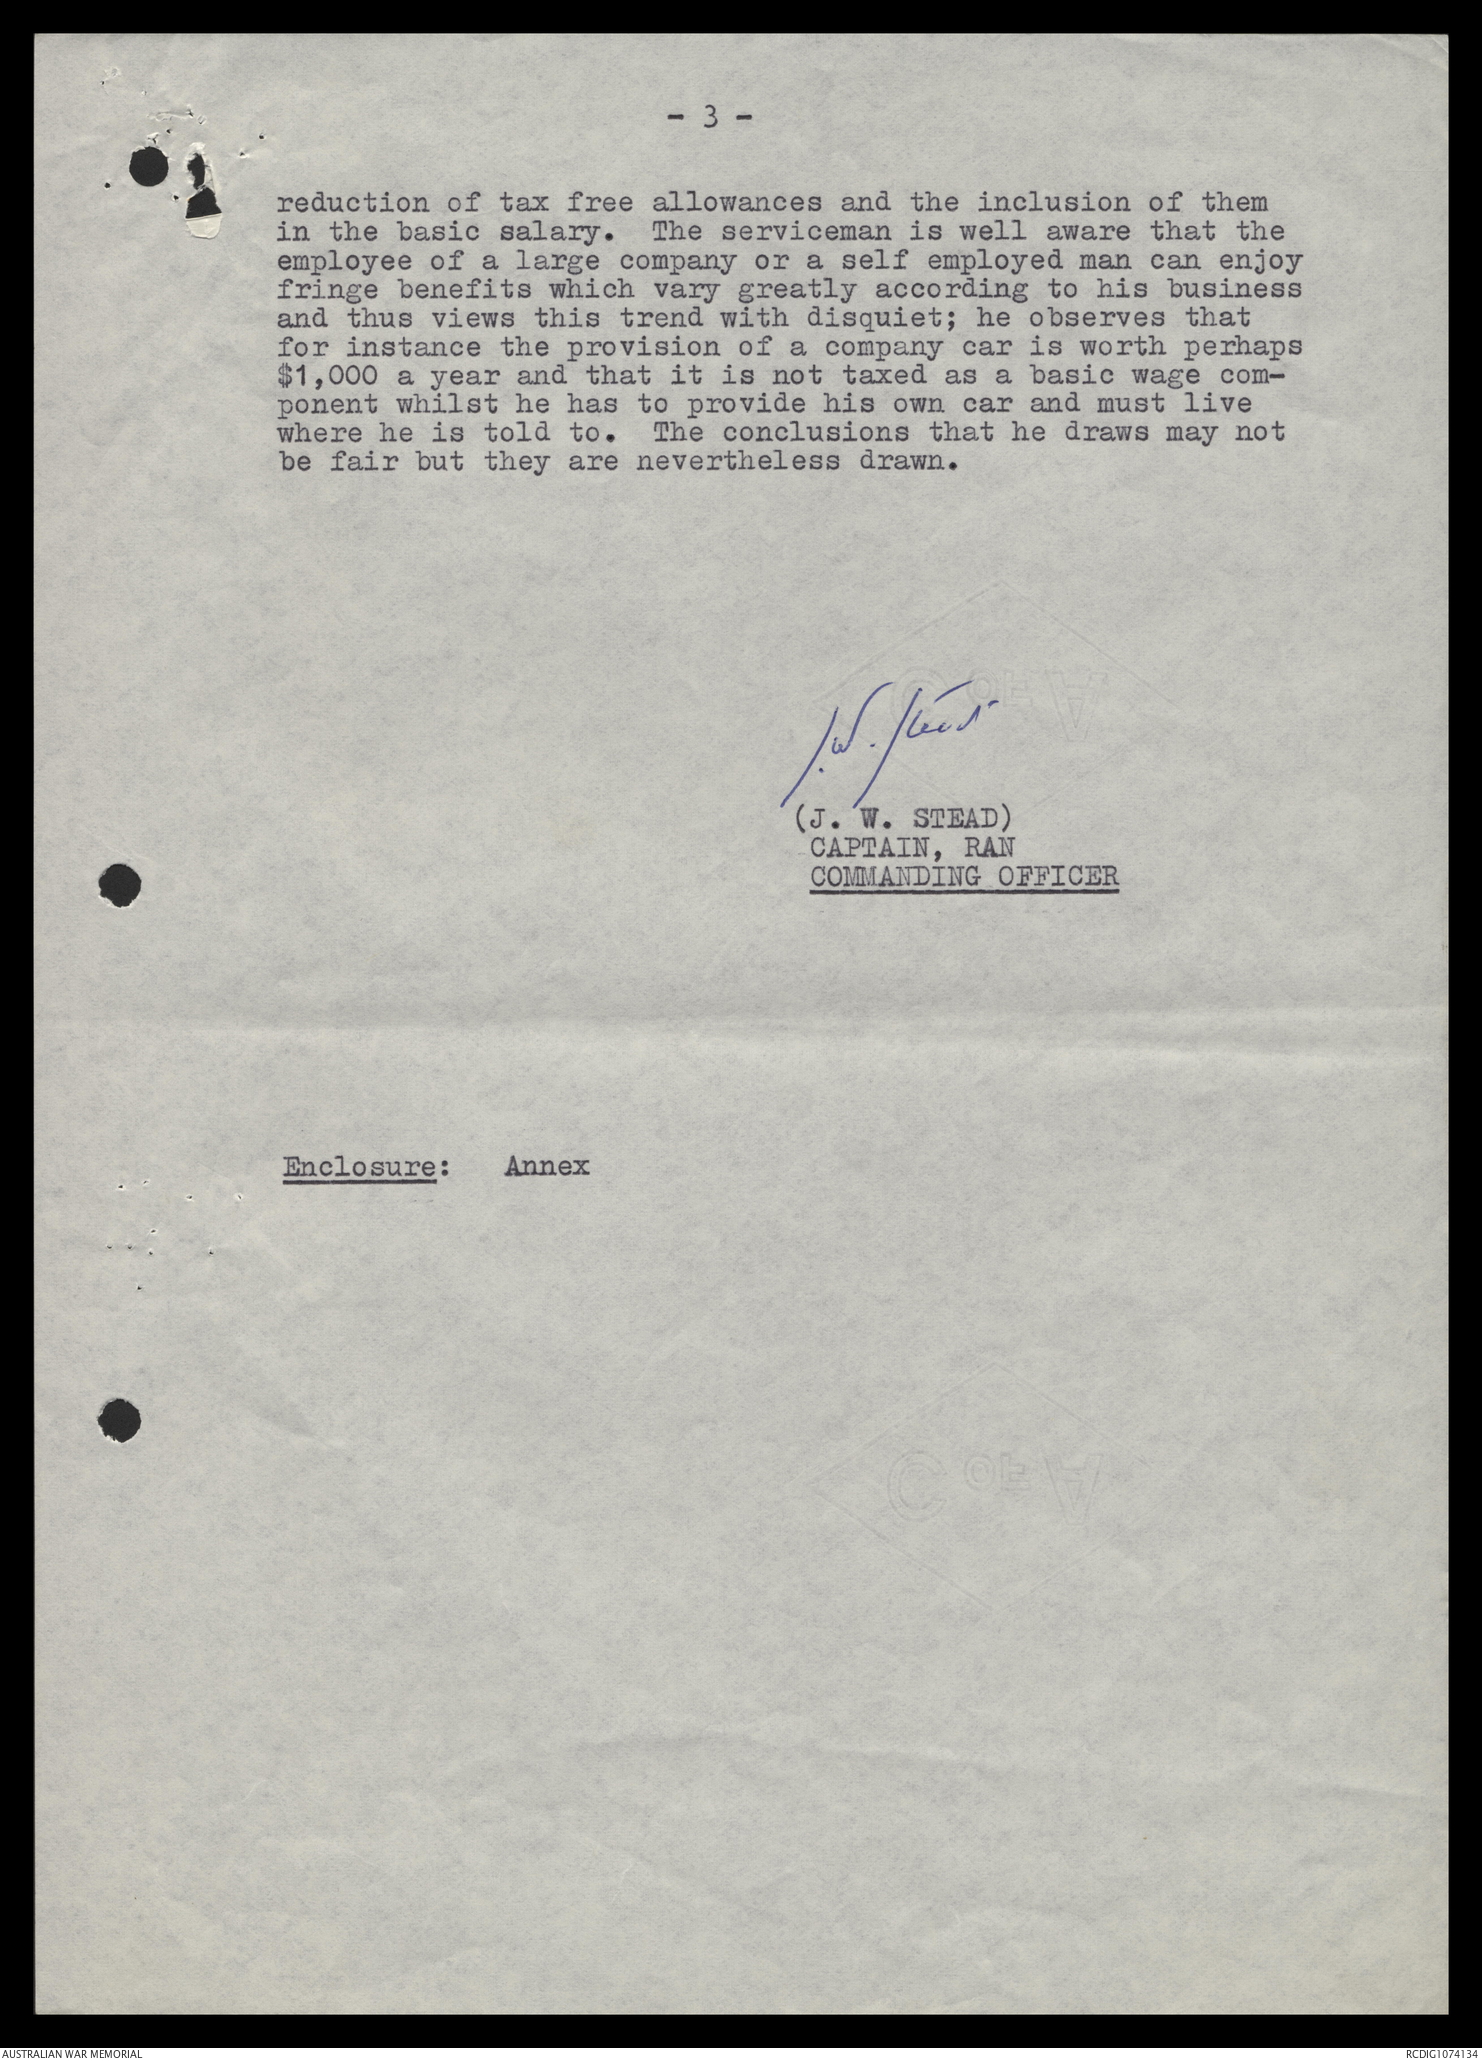 - 3 -
reduction of tax free allowances and the inclusion of them
in the basic salary.  The serviceman is well aware that the
employee of a large company or a self employed man can enjoy
fringe benefits which vary greatly according to his business
and thus views this trend with disquiet; he observes that
for instance the provision of a company car is worth perhaps
$1,000 a year and that it is not taxed as a basic wage com-
ponent whilst he has to provide his own car and must live
where he is told to.  The conclusions that he draws may not
be fair but they are nevertheless drawn.
C OF A
J.W. Stead
(J. W. STEAD)
CAPTAIN, RAN
COMMANDING OFFICER
Enclosure:   Annex
C OF A
AUSTRALIAN WAR MEMORIAL
RCDIG1074134